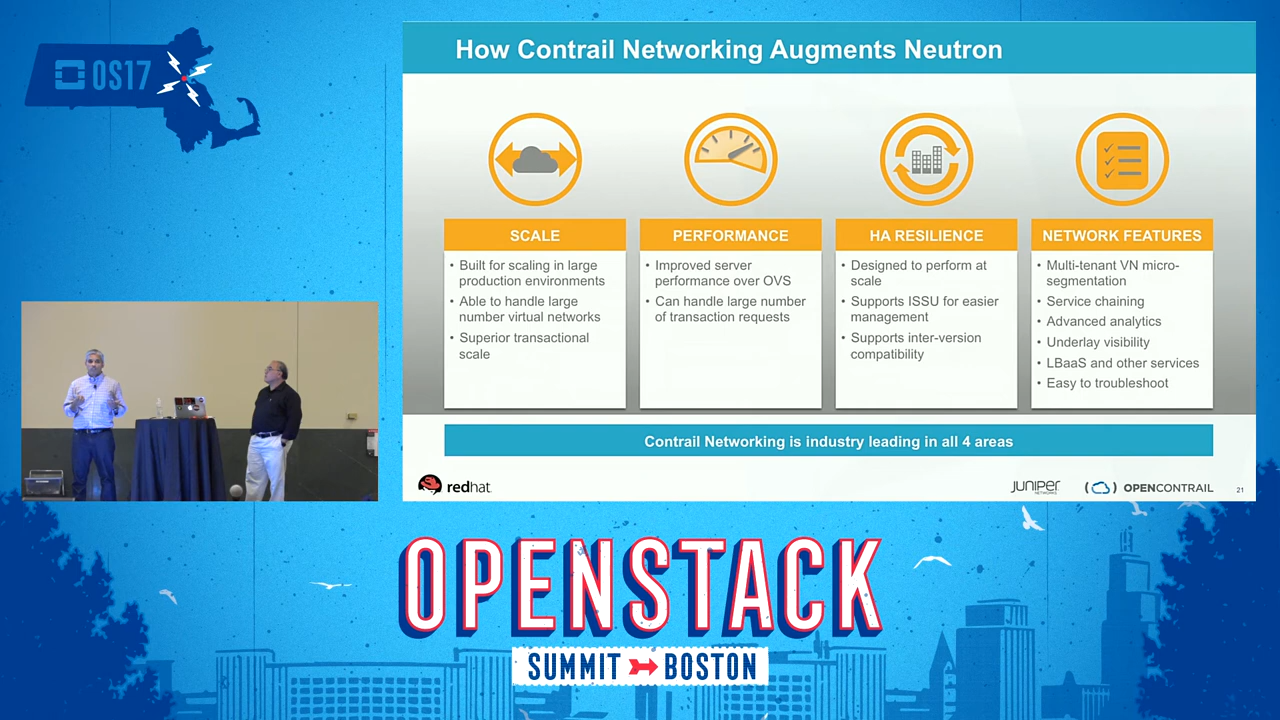 OS17
How Contrail Networking Augments Neutron
SCALE
• Built for scaling in large
production environments
• Able to handle large
number virtual networks
• Superior transactional
scale
PERFORMANCE
• Improved server
performance over OVS
• Can handle large number
of transaction requests
HA RESILIENCE
• Designed to perform at
scale
• Supports ISSU for easier
management
• Supports inter-version
compatibility
NETWORK FEATURES
• Multi-tenant VN micro-
segmentation
• Service chaining
• Advanced analytics
• Underlay visibility
• LBaaS and other services
• Easy to troubleshoot
Contrail Networking is industry leading in all 4 areas
redhat
JUNIPER
NETWORKS
OPENCONTRAIL
21
OPENSTACK
SUMMIT BOSTON